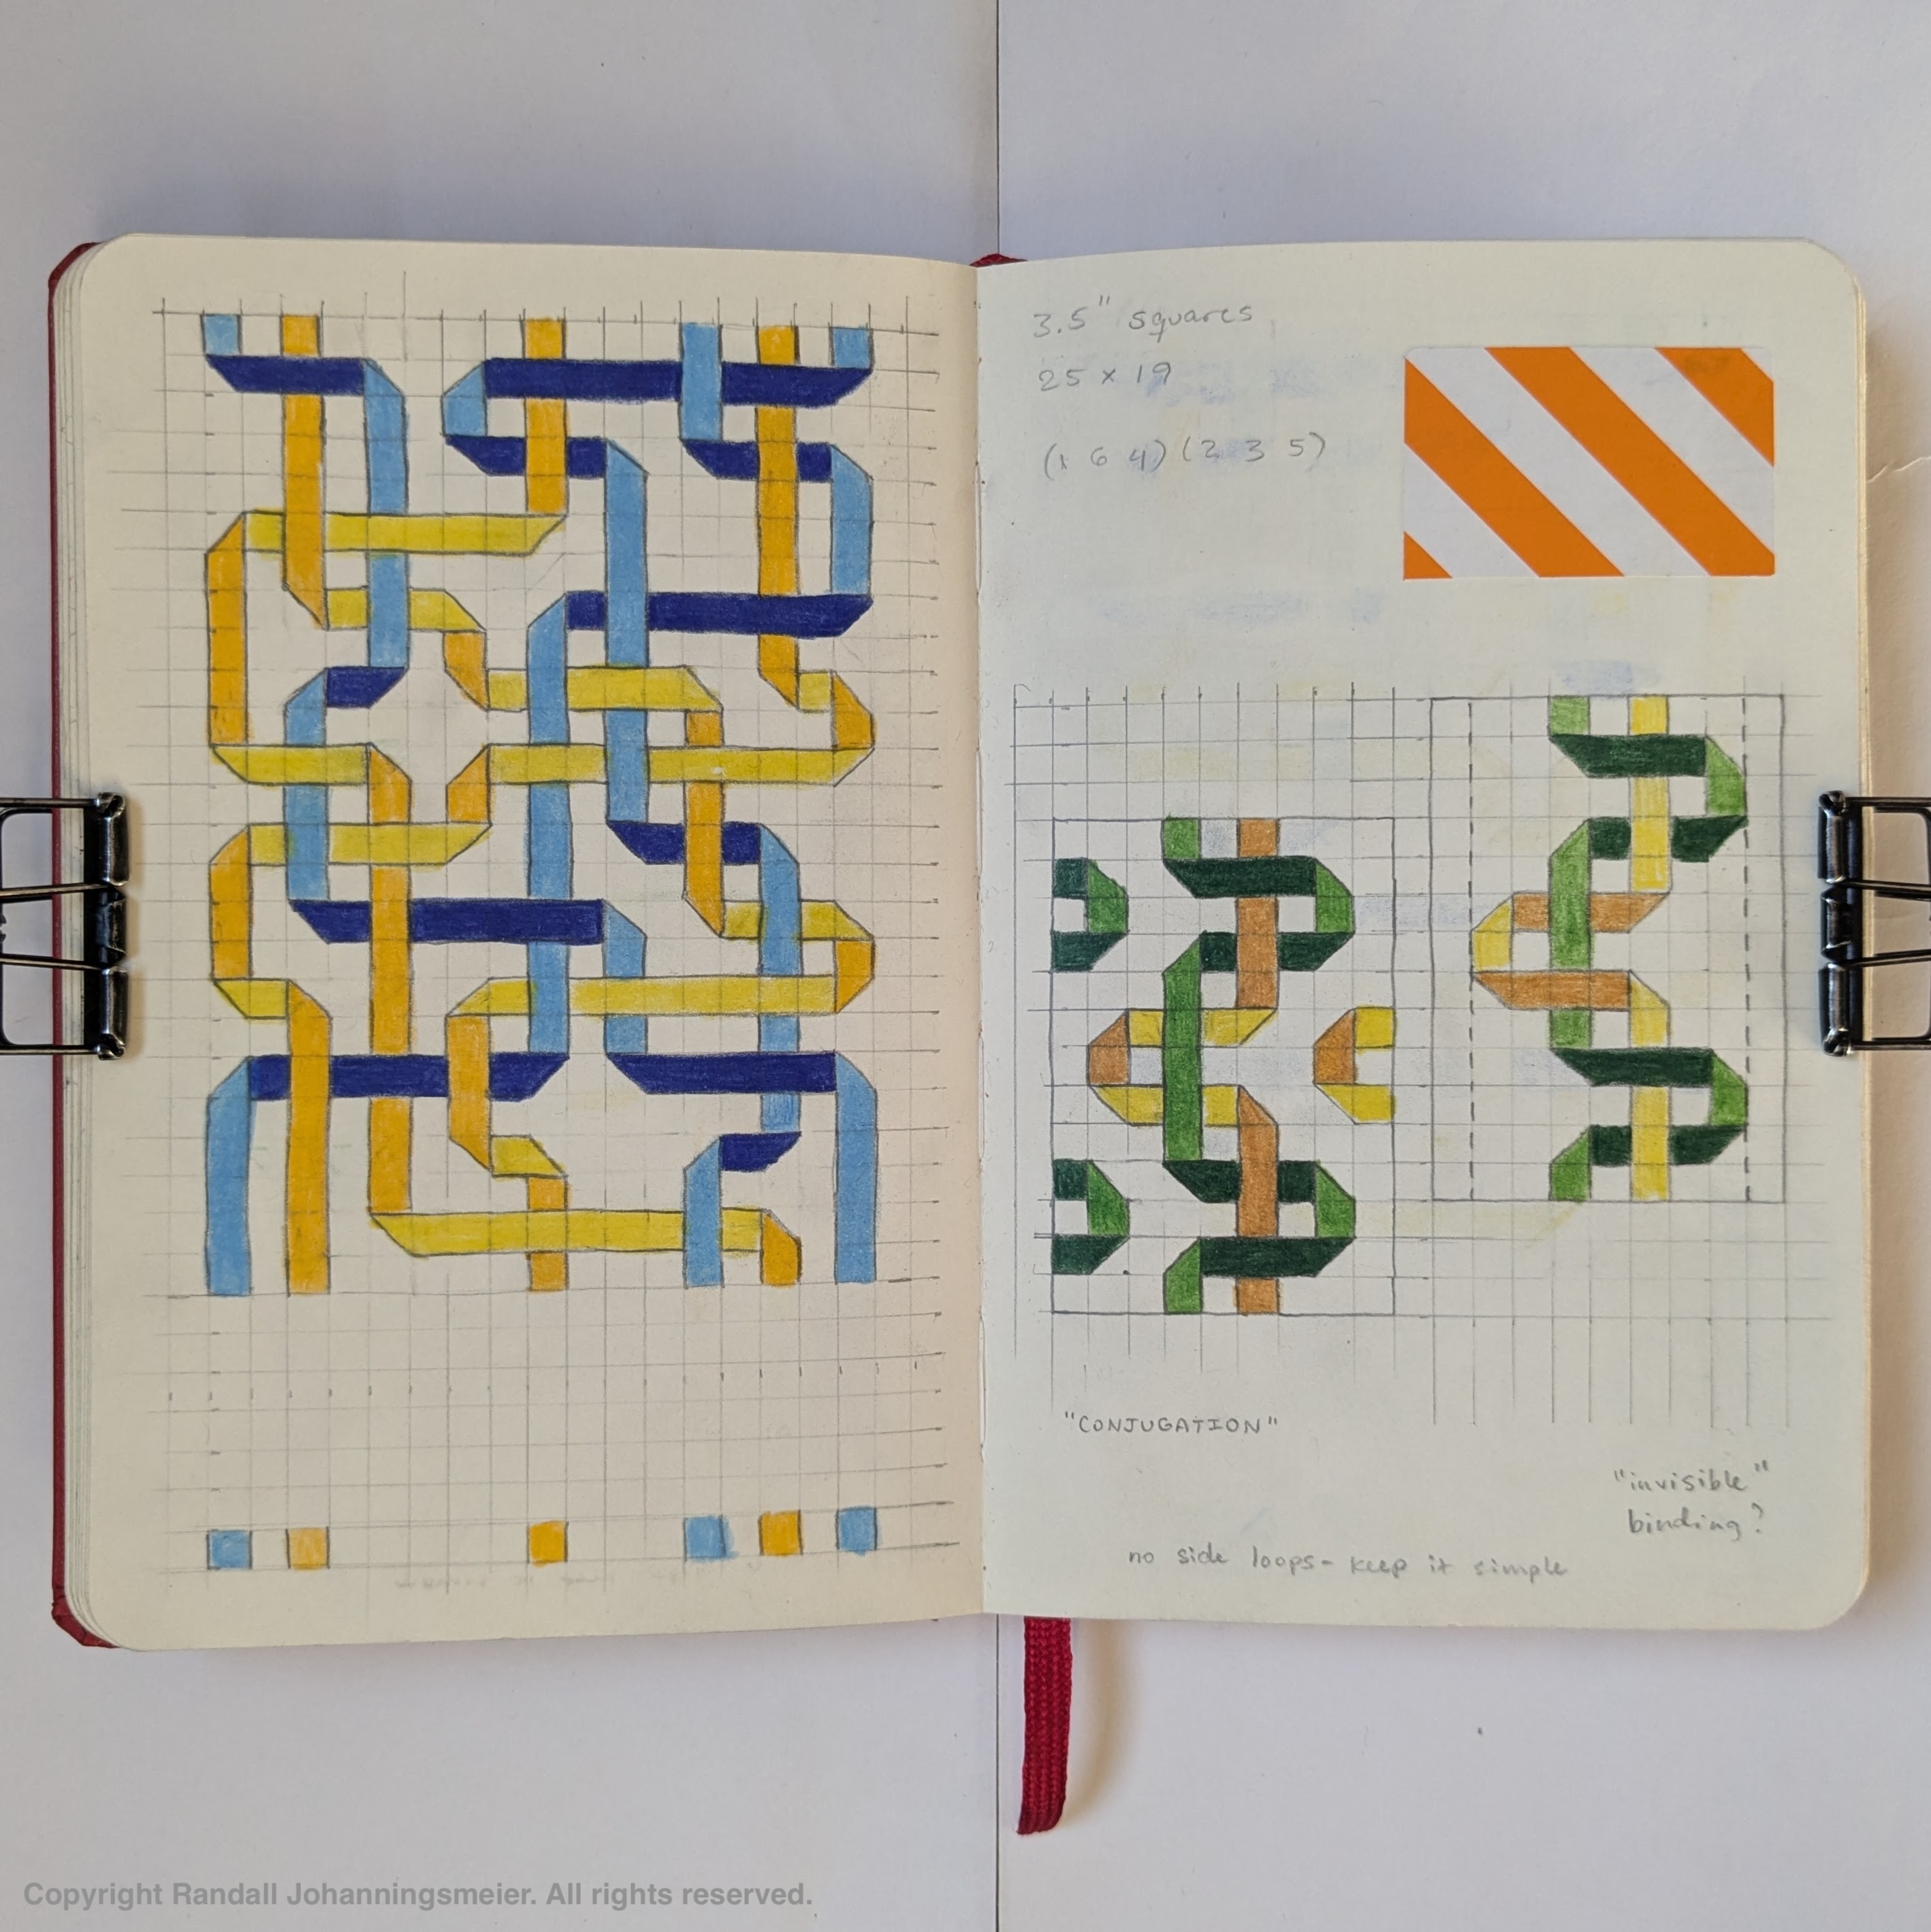 3.5" squares
25 x 19
(1 6 4)(2 3 5)
"CONJUGATION"
"invisible"
binding?
no side loops - keep it simple
Copyright Randall Johanningsmeier. All rights reserved.